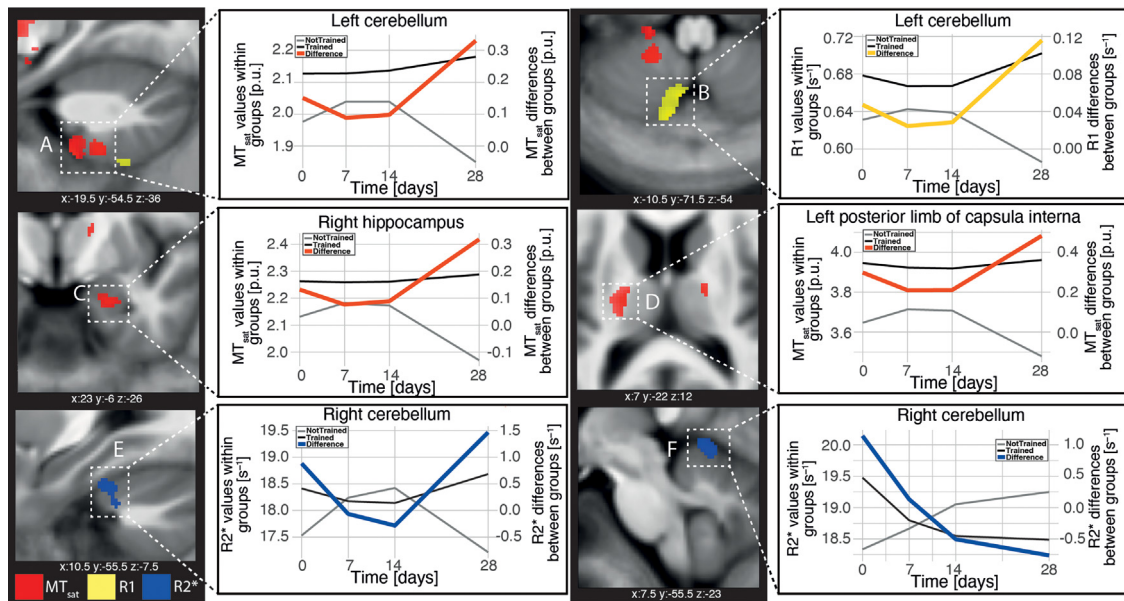 Left cerebellum
NotTrained
Trained
Difference
2.2
2.1
2.0
1.9
0.3
0.2
0.1
0.0
MTsat values within
groups [p.u.]
MTsat differences
between groups [p.u.]
0 7 14 28
Time [days]
A
x:-19.5 y:-54.5 z:-36
Left cerebellum
NotTrained
Trained
Difference
0.72
0.68
0.64
0.60
0.12
0.08
0.04
0.00
R1 values within
groups [s⁻¹]
R1 differences
between groups [s⁻¹]
0 7 14 28
Time [days]
B
x:-10.5 y:-71.5 z:-54
Right hippocampus
NotTrained
Trained
Difference
2.4
2.3
2.2
2.1
2.0
0.3
0.2
0.1
0.0
-0.1
MTsat values within
groups [p.u.]
MTsat differences
between groups [p.u.]
0 7 14 28
Time [days]
C
x:23 y:-6 z:-26
Left posterior limb of capsula interna
NotTrained
Trained
Difference
4.0
3.8
3.6
0.4
0.2
0.0
MTsat values within
groups [p.u.]
MTsat differences
between groups [p.u.]
0 7 14 28
Time [days]
D
x:7 y:-22 z:12
Right cerebellum
NotTrained
Trained
Difference
19.5
19.0
18.5
18.0
17.5
1.5
1.0
0.5
0.0
-0.5
R2* values within
groups [s⁻¹]
R2* differences
between groups [s⁻¹]
0 7 14 28
Time [days]
E
x:10.5 y:-55.5 z:-7.5
Right cerebellum
NotTrained
Trained
Difference
20.0
19.5
19.0
18.5
1.0
0.5
0.0
-0.5
R2* values within
groups [s⁻¹]
R2* differences
between groups [s⁻¹]
0 7 14 28
Time [days]
F
x:7.5 y:-55.5 z:-23
MTsat R1 R2*